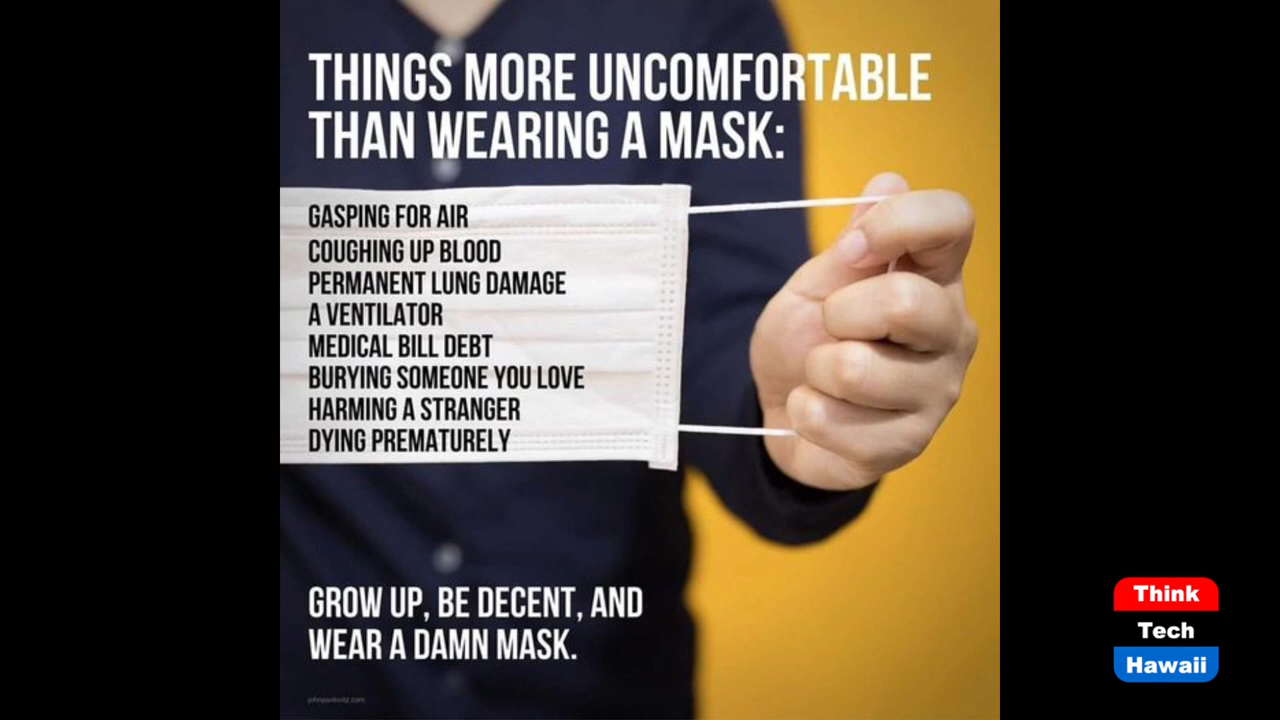 THINGS MORE UNCOMFORTABLE
THAN WEARING A MASK:
GASPING FOR AIR
COUGHING UP BLOOD
PERMANENT LUNG DAMAGE
A VENTILATOR
MEDICAL BILL DEBT
BURYING SOMEONE YOU LOVE
HARMING A STRANGER
DYING PREMATURELY
GROW UP, BE DECENT, AND
WEAR A DAMN MASK.
johnpavlovitz.com
Think
Tech
Hawaii